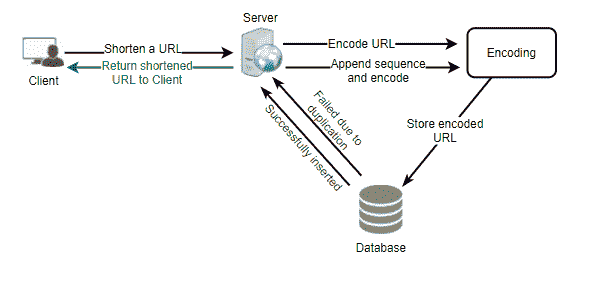 Server
Shorten a URL
Encode URL
Encoding
Return shortened
URL to Client
Append sequence
and encode
Client
Failed due to
duplication
Successfully inserted
Store encoded
URL
Database